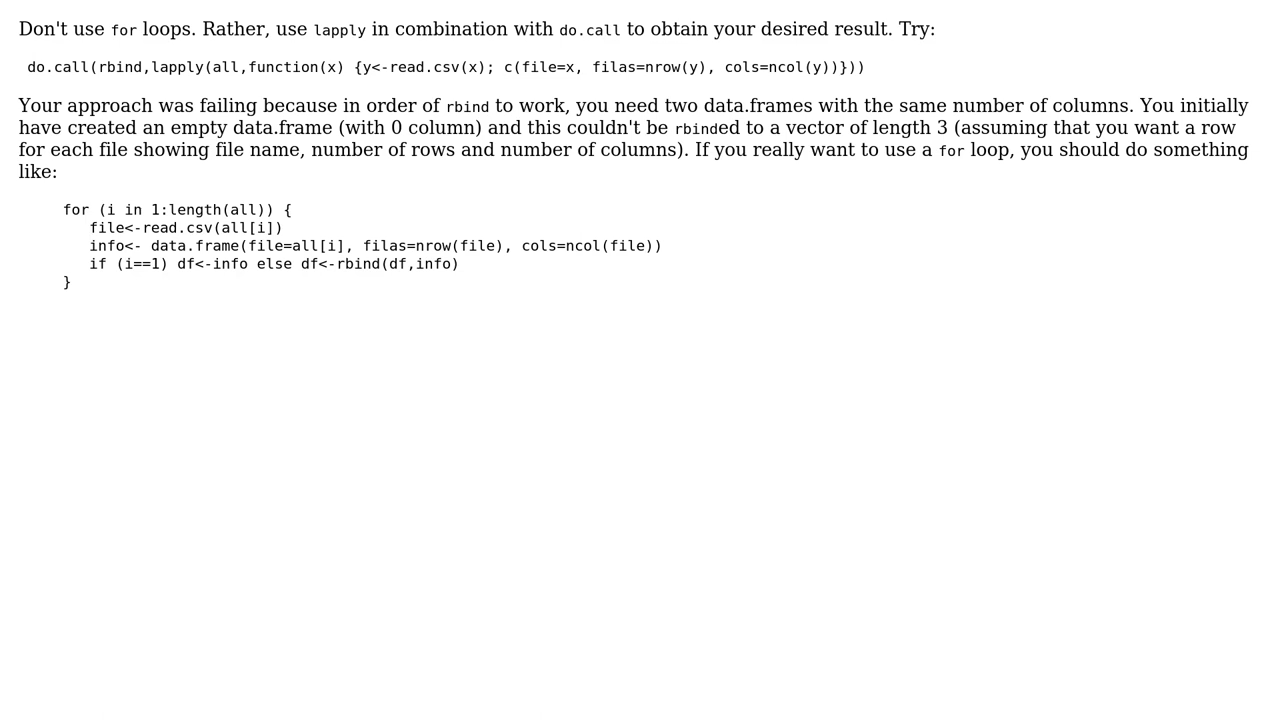 Don't use for loops. Rather, use lapply in combination with do.call to obtain your desired result. Try:
do.call(rbind,lapply(all,function(x) {y<-read.csv(x); c(file=x, filas=nrow(y), cols=ncol(y))}))
Your approach was failing because in order of rbind to work, you need two data.frames with the same number of columns. You initially
have created an empty data.frame (with 0 column) and this couldn't be rbinded to a vector of length 3 (assuming that you want a row
for each file showing file name, number of rows and number of columns). If you really want to use a for loop, you should do something
like:
for (i in 1:length(all)) {
   file<-read.csv(all[i])
   info<- data.frame(file=all[i], filas=nrow(file), cols=ncol(file))
   if (i==1) df<-info else df<-rbind(df,info)
}